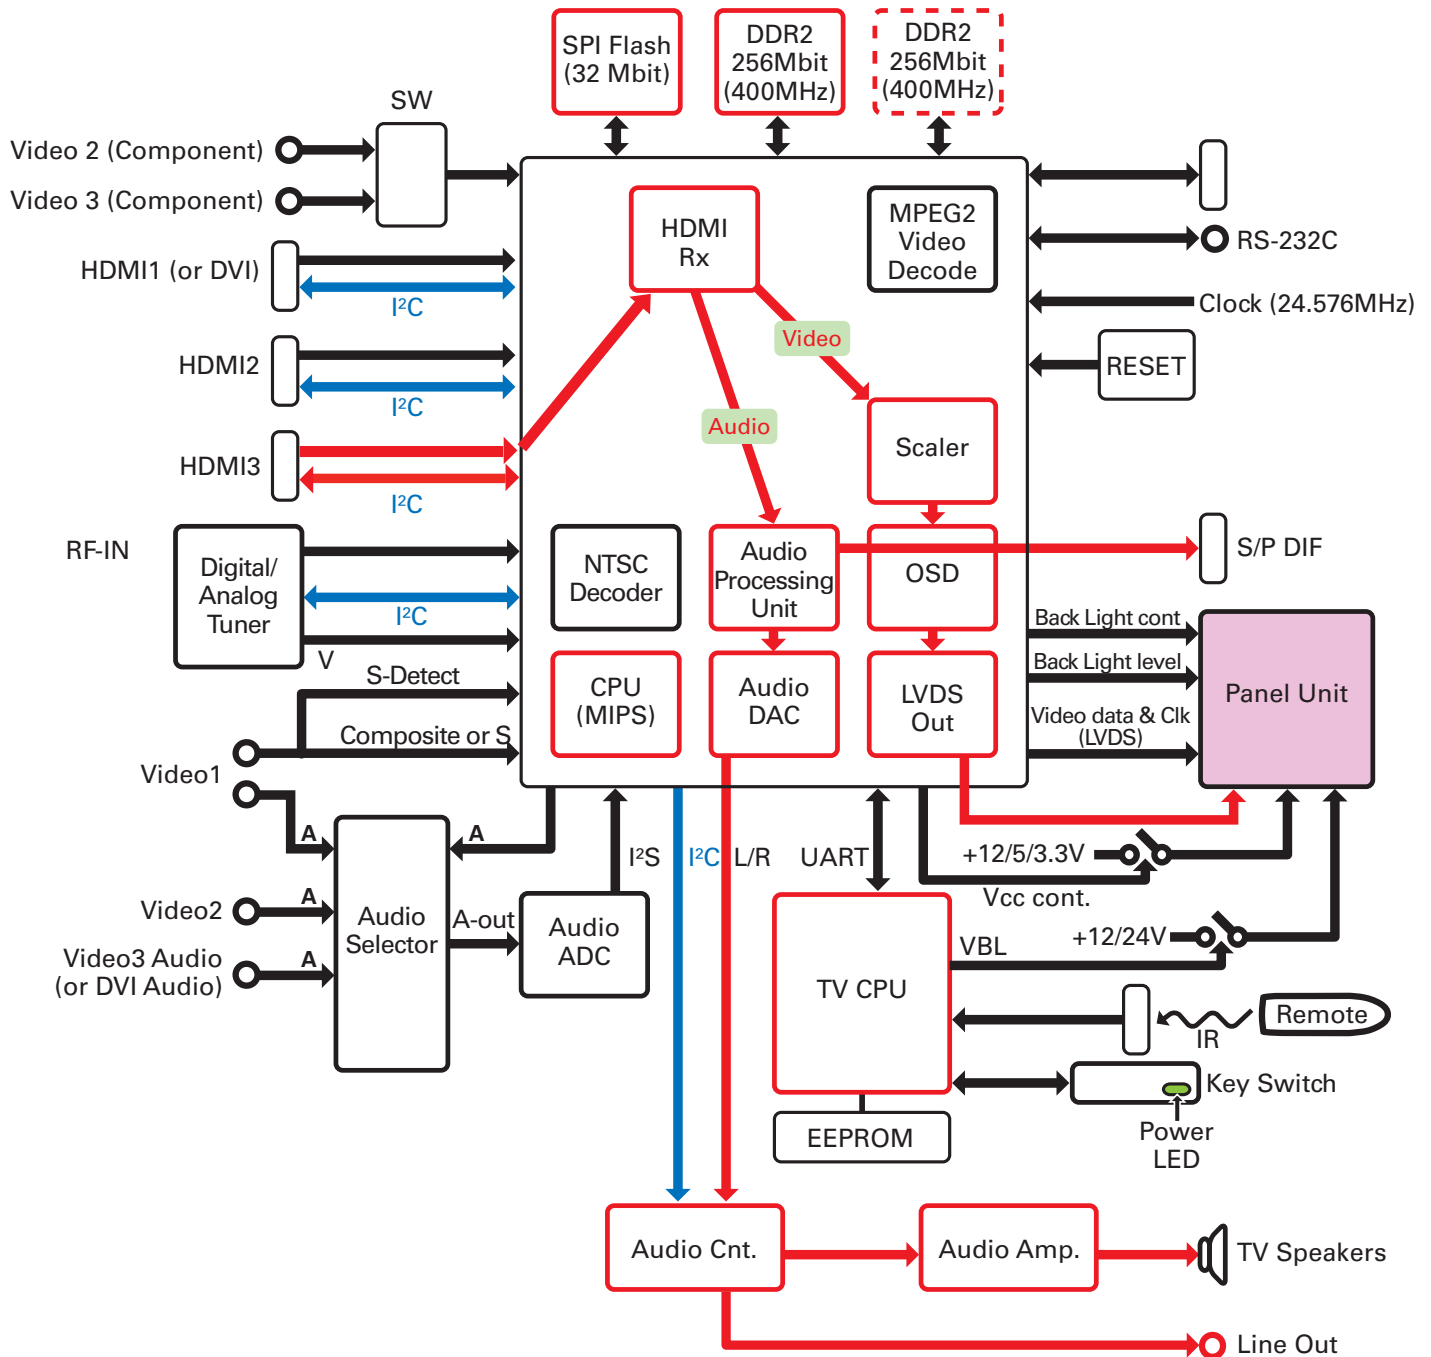 SPI Flash
(32 Mbit)
DDR2
256Mbit
(400MHz)
DDR2
256Mbit
(400MHz)
SW
Video 2 (Component)
Video 3 (Component)
HDMI
Rx
MPEG2
Video
Decode
RS-232C
HDMI1 (or DVI)
I²C
Clock (24.576MHz)
Video
HDMI2
I²C
RESET
Audio
Scaler
HDMI3
I²C
RF-IN
Digital/
Analog
Tuner
I²C
V
NTSC
Decoder
Audio
Processing
Unit
OSD
S/P DIF
Back Light cont
Back Light level
Video data & Clk
(LVDS)
Panel Unit
S-Detect
Composite or S
CPU
(MIPS)
Audio
DAC
LVDS
Out
Video1
A
A
I²S
I²C
L/R
UART
+12/5/3.3V
Vcc cont.
Video2
A
Audio
Selector
A-out
Audio
ADC
+12/24V
VBL
Video3 Audio
(or DVI Audio)
A
TV CPU
IR
Remote
Key Switch
Power
LED
EEPROM
Audio Cnt.
Audio Amp.
TV Speakers
Line Out